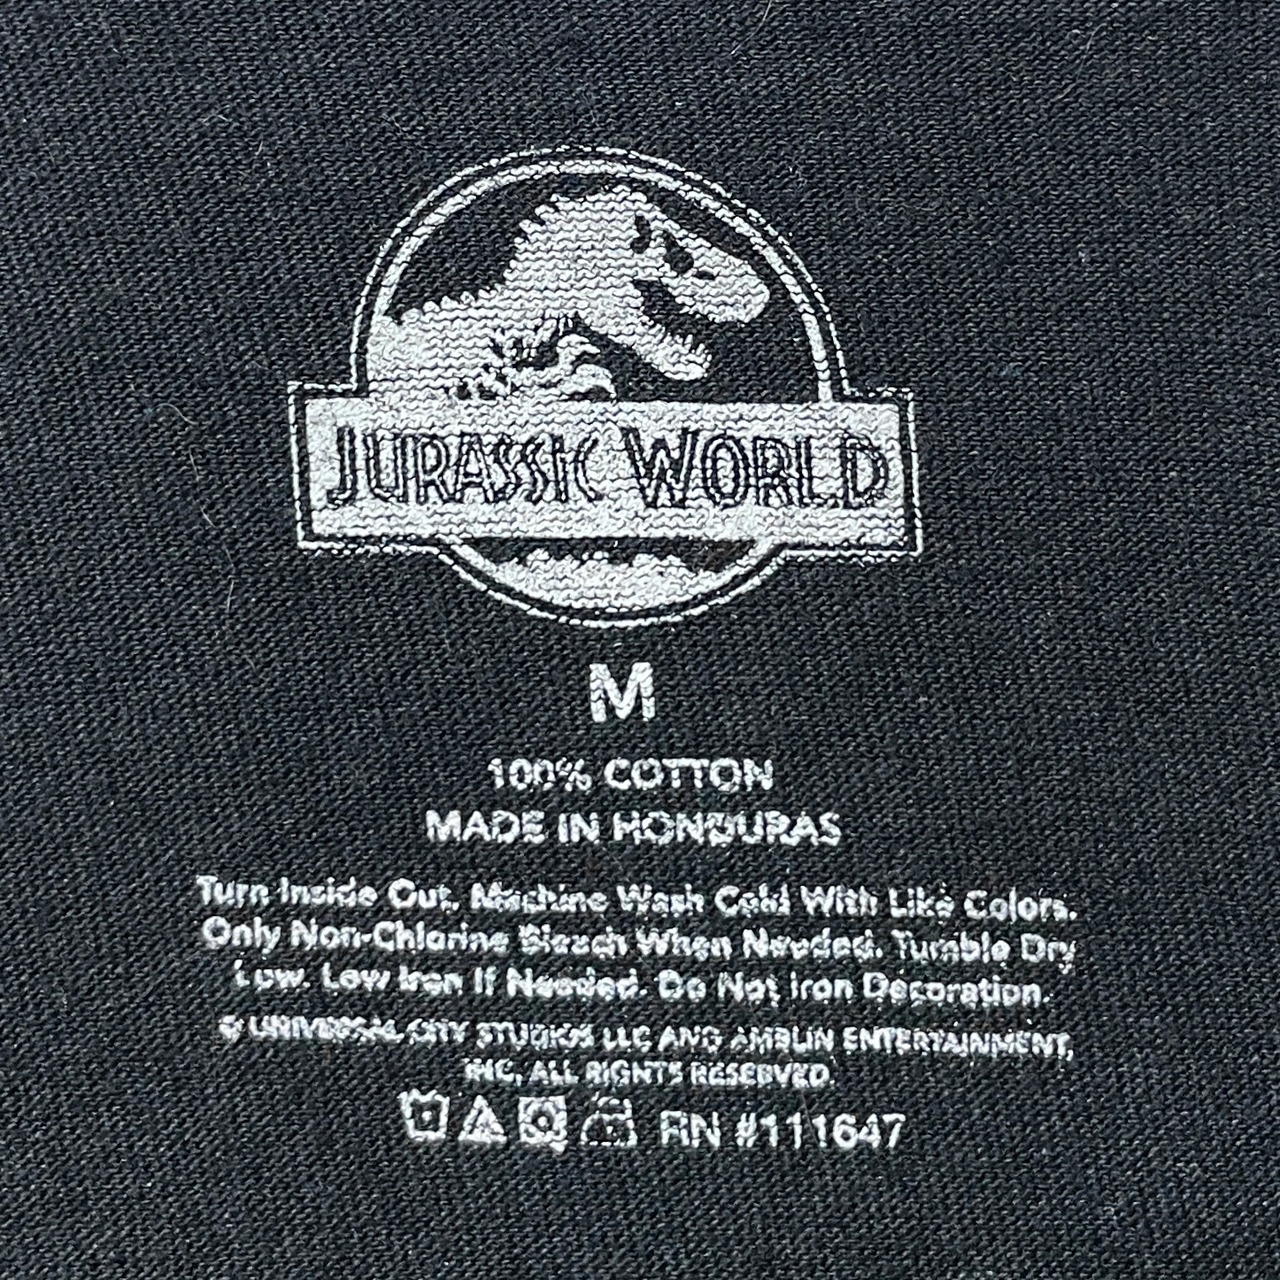 JURASSIC WORLD
M
100% COTTON
MADE IN HONDURAS
Turn Inside Out. Machine Wash Cold With Like Colors.
Only Non-Chlorine Bleach When Needed. Tumble Dry
Low. Low Iron If Needed. Do Not Iron Decoration.
© UNIVERSAL CITY STUDIOS LLC AND AMBLIN ENTERTAINMENT,
INC. ALL RIGHTS RESERVED.
RN #111647